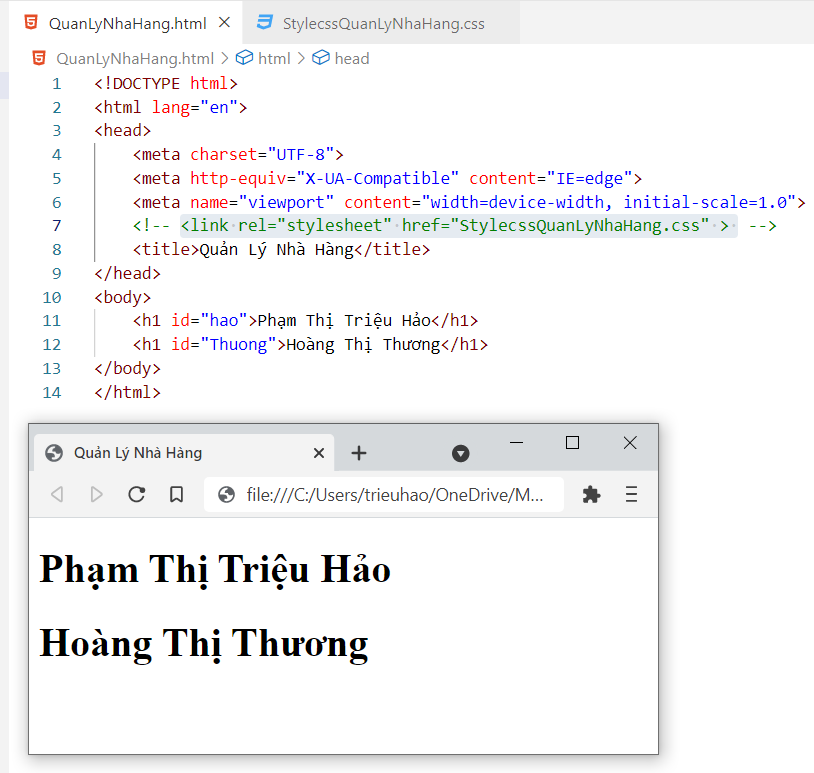 QuanLyNhaHang.html StylecssQuanLyNhaHang.css
QuanLyNhaHang.html > html > head
1 <!DOCTYPE html>
2 <html lang="en">
3 <head>
4 <meta charset="UTF-8">
5 <meta http-equiv="X-UA-Compatible" content="IE=edge">
6 <meta name="viewport" content="width=device-width, initial-scale=1.0">
7 <!-- <link rel="stylesheet" href="StylecssQuanLyNhaHang.css" > -->
8 <title>Quản Lý Nhà Hàng</title>
9 </head>
10 <body>
11 <h1 id="hao">Phạm Thị Triệu Hảo</h1>
12 <h1 id="Thuong">Hoàng Thị Thương</h1>
13 </body>
14 </html>
Quản Lý Nhà Hàng
file:///C:/Users/trieuhao/OneDrive/M...
Phạm Thị Triệu Hảo
Hoàng Thị Thương